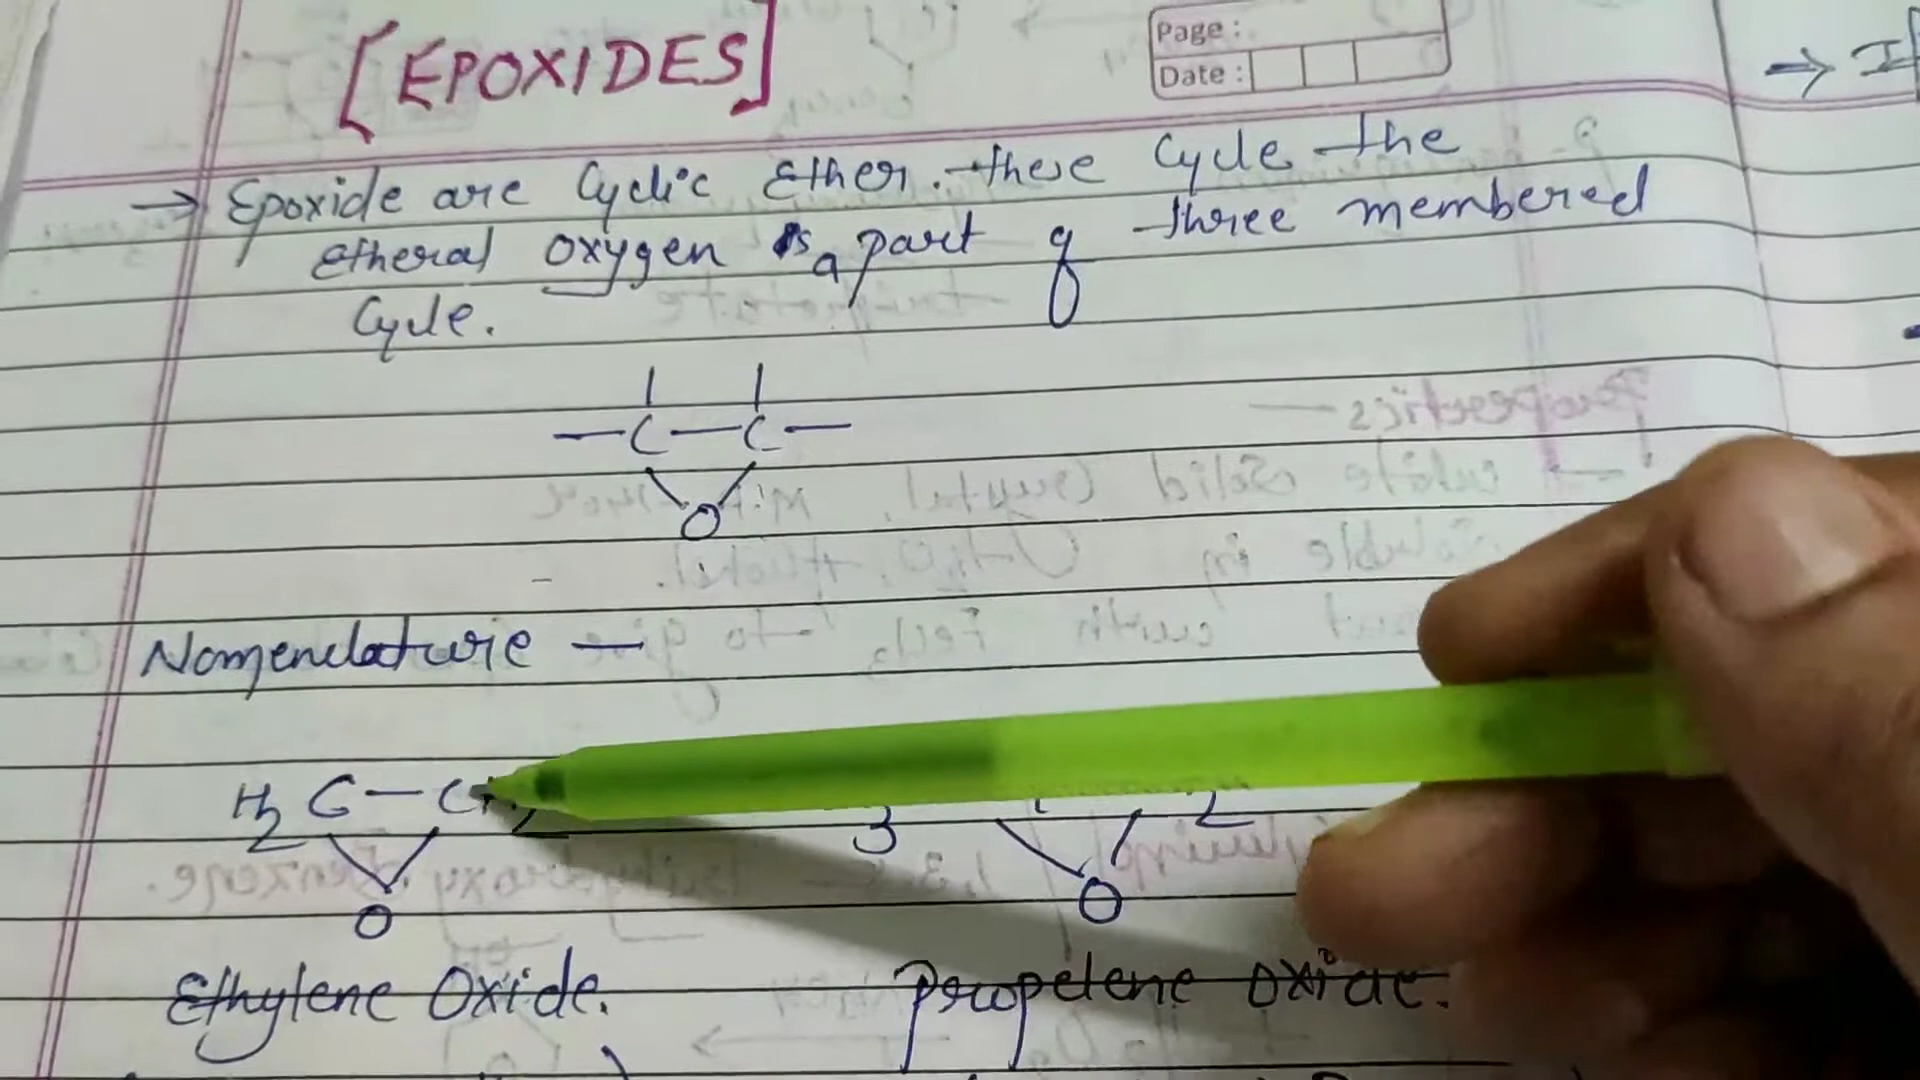 [EPOXIDES]
Page :
Date :
→ Epoxide are Cyclic Ether. these Cycle the
etheral oxygen is a part of three membered
Cycle.
— C — C —
O
Nomenclature —
H2C — CH2
3 2
O O
Ethylene Oxide. Propelene oxide.